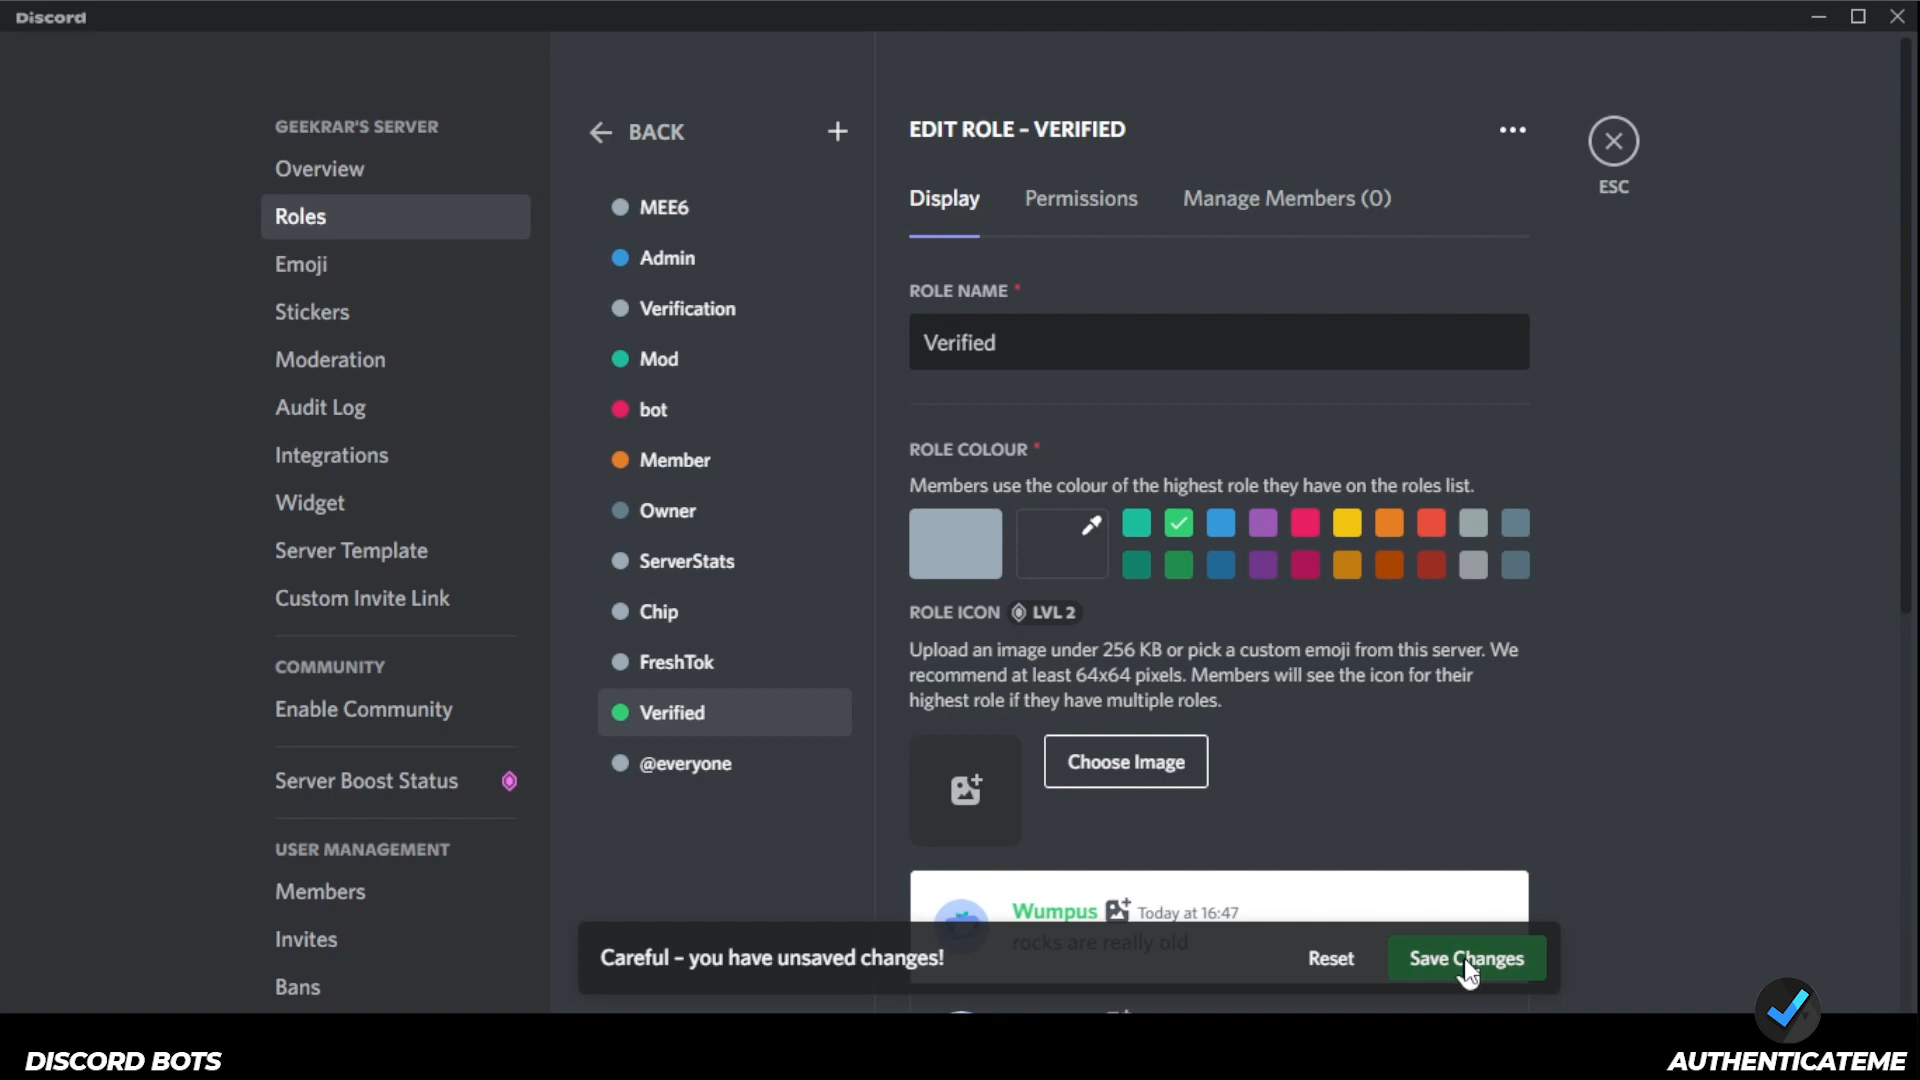 Discord
GEEKRAR'S SERVER
Overview
Roles
Emoji
Stickers
Moderation
Audit Log
Integrations
Widget
Server Template
Custom Invite Link
COMMUNITY
Enable Community
Server Boost Status
USER MANAGEMENT
Members
Invites
Bans
BACK
MEE6
Admin
Verification
Mod
bot
Member
Owner
ServerStats
Chip
FreshTok
Verified
@everyone
EDIT ROLE – VERIFIED
ESC
Display Permissions Manage Members (0)
ROLE NAME *
Verified
ROLE COLOUR *
Members use the colour of the highest role they have on the roles list.
ROLE ICON LVL 2
Upload an image under 256 KB or pick a custom emoji from this server. We
recommend at least 64x64 pixels. Members will see the icon for their
highest role if they have multiple roles.
Choose Image
Wumpus Today at 16:47
rocks are really old
Careful – you have unsaved changes! Reset Save Changes
DISCORD BOTS
AUTHENTICATEME